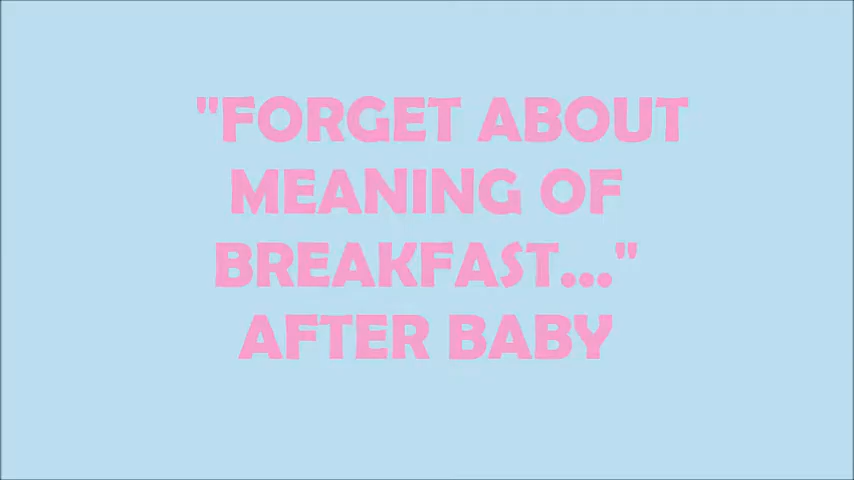 "FORGET ABOUT
MEANING OF
BREAKFAST..."
AFTER BABY